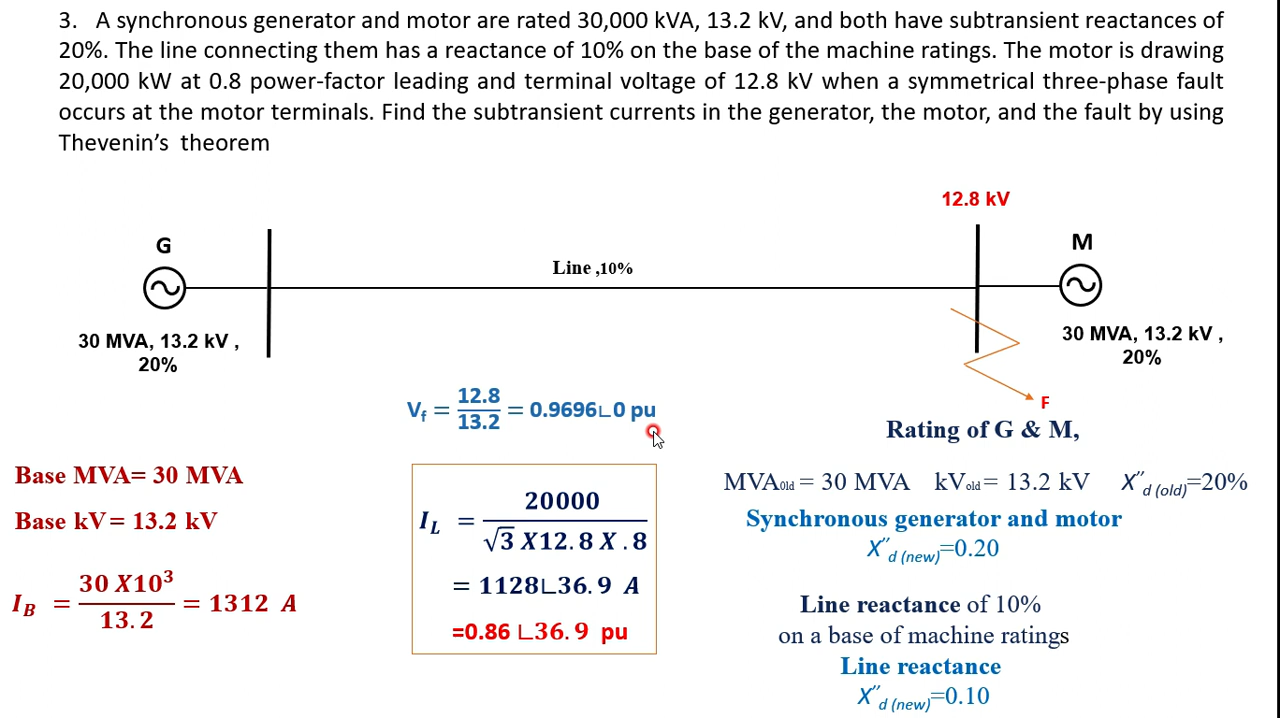 3. A synchronous generator and motor are rated 30,000 kVA, 13.2 kV, and both have subtransient reactances of
20%. The line connecting them has a reactance of 10% on the base of the machine ratings. The motor is drawing
20,000 kW at 0.8 power-factor leading and terminal voltage of 12.8 kV when a symmetrical three-phase fault
occurs at the motor terminals. Find the subtransient currents in the generator, the motor, and the fault by using
Thevenin's theorem
12.8 kV
G
M
Line ,10%
30 MVA, 13.2 kV ,
20%
30 MVA, 13.2 kV ,
20%
F
V_f = 12.8/13.2 = 0.9696∟0 pu
Rating of G & M,
Base MVA= 30 MVA
Base kV= 13.2 kV
I_B = 30 X10³/13.2 = 1312 A
I_L = 20000/(√3 X12.8 X .8)
= 1128∟36.9 A
=0.86 ∟36.9 pu
MVAold = 30 MVA kVold= 13.2 kV X″d (old)=20%
Synchronous generator and motor
X″d (new)=0.20
Line reactance of 10%
on a base of machine ratings
Line reactance
X″d (new)=0.10